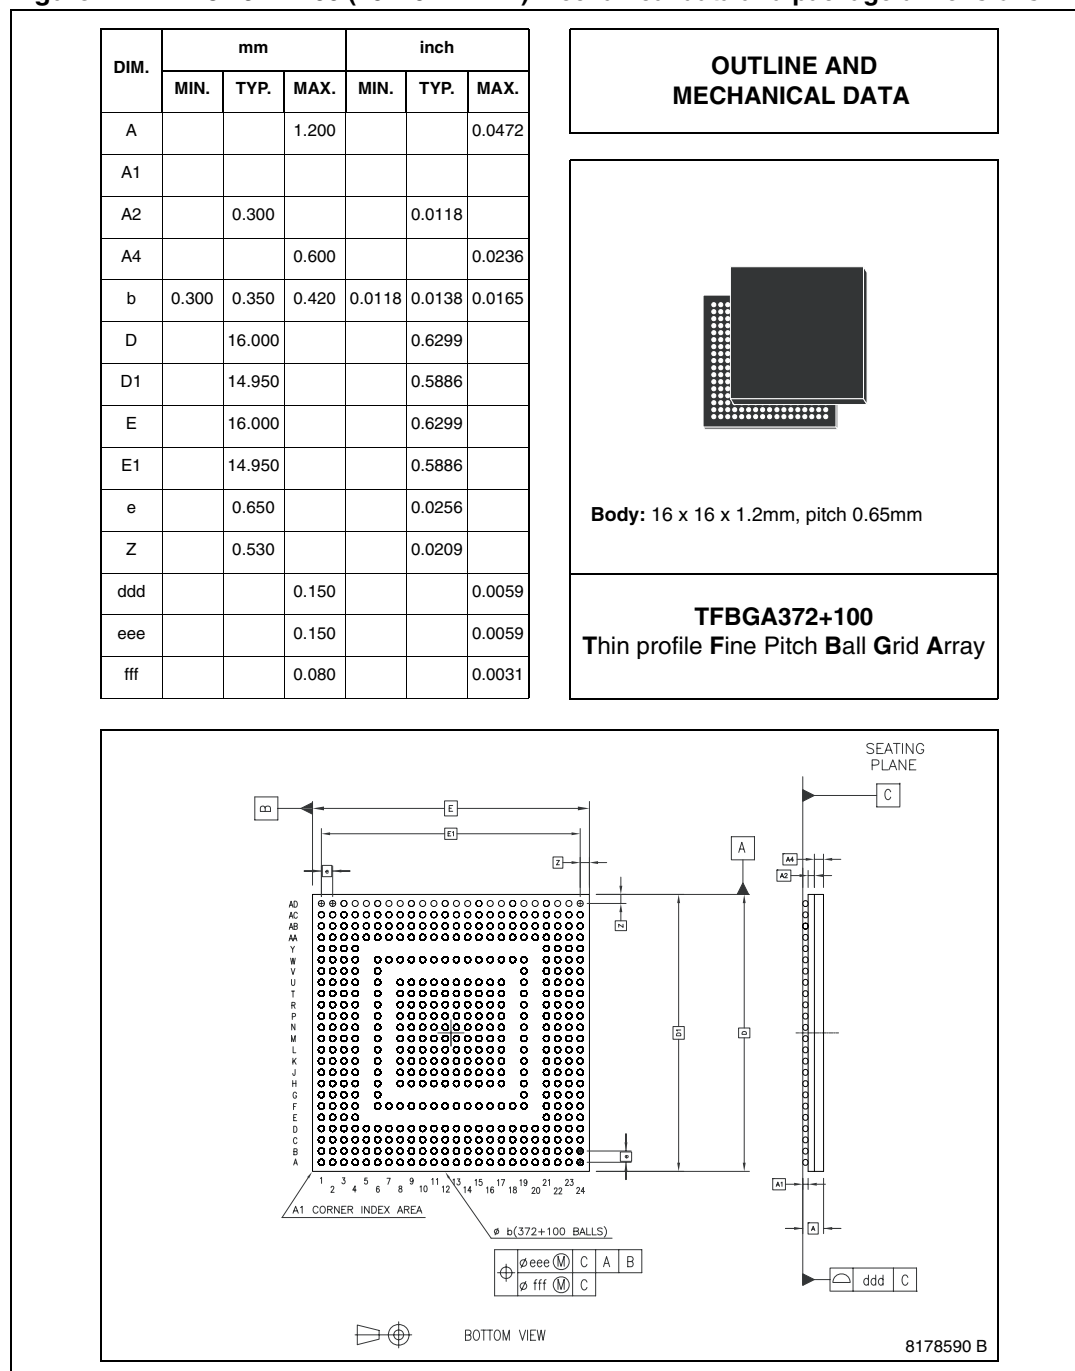 DIM. mm inch
MIN. TYP. MAX. MIN. TYP. MAX.
A 1.200 0.0472
A1
A2 0.300 0.0118
A4 0.600 0.0236
b 0.300 0.350 0.420 0.0118 0.0138 0.0165
D 16.000 0.6299
D1 14.950 0.5886
E 16.000 0.6299
E1 14.950 0.5886
e 0.650 0.0256
Z 0.530 0.0209
ddd 0.150 0.0059
eee 0.150 0.0059
fff 0.080 0.0031
OUTLINE AND
MECHANICAL DATA
Body: 16 x 16 x 1.2mm, pitch 0.65mm
TFBGA372+100
Thin profile Fine Pitch Ball Grid Array
SEATING
PLANE
C
B
E
E1
A
Z
e
A4
A2
Z
AD
AC
AB
AA
Y
W
V
U
T
R
P
N
M
L
K
J
H
G
F
E
D
C
B
A
D1
D
e
A1
A
1 3 5 7 9 11 13 15 17 19 21 23
2 4 6 8 10 12 14 16 18 20 22 24
A1 CORNER INDEX AREA
ø b(372+100 BALLS)
ø eee Ⓜ C A B
ø fff Ⓜ C
ddd C
BOTTOM VIEW
8178590 B